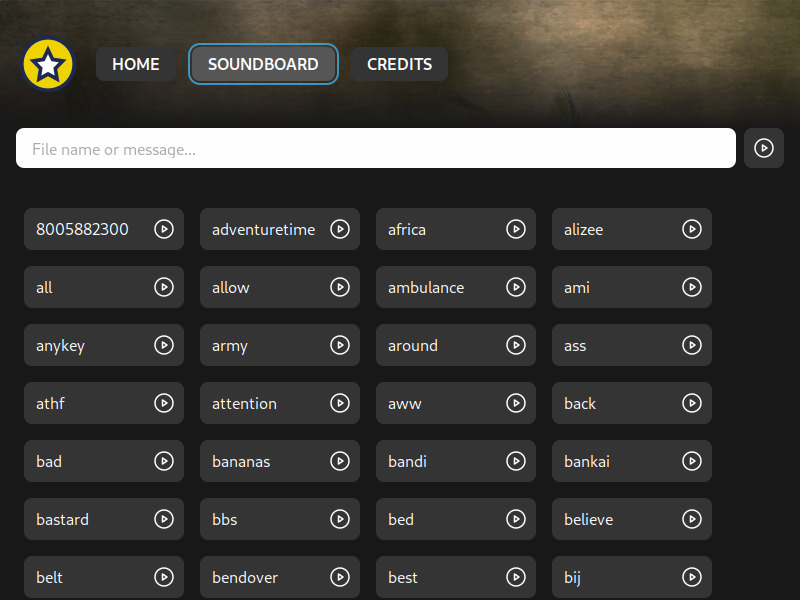 HOME SOUNDBOARD CREDITS
File name or message...
8005882300 adventuretime africa alizee
all allow ambulance ami
anykey army around ass
athf attention aww back
bad bananas bandi bankai
bastard bbs bed believe
belt bendover best bij